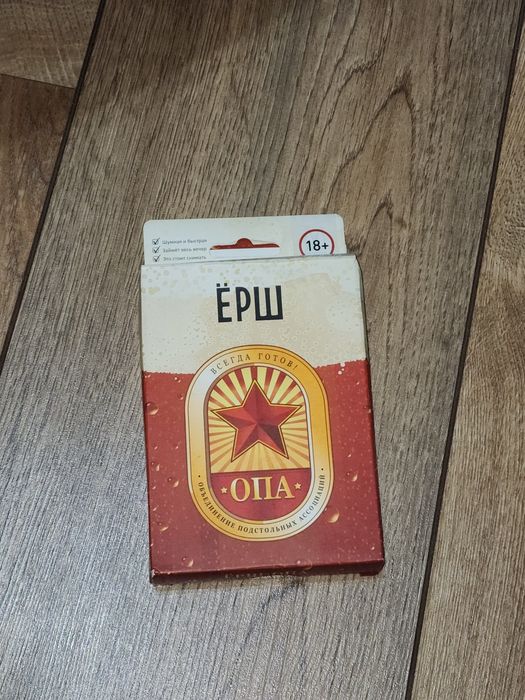 Шумная и быстрая
Займёт весь вечер
Это стоит снимать
18+
ЁРШ
ВСЕГДА ГОТОВ!
ОПА
ОБЪЕДИНЕНИЕ ПОДСТОЛЬНЫХ АССОЦИАЦИЙ